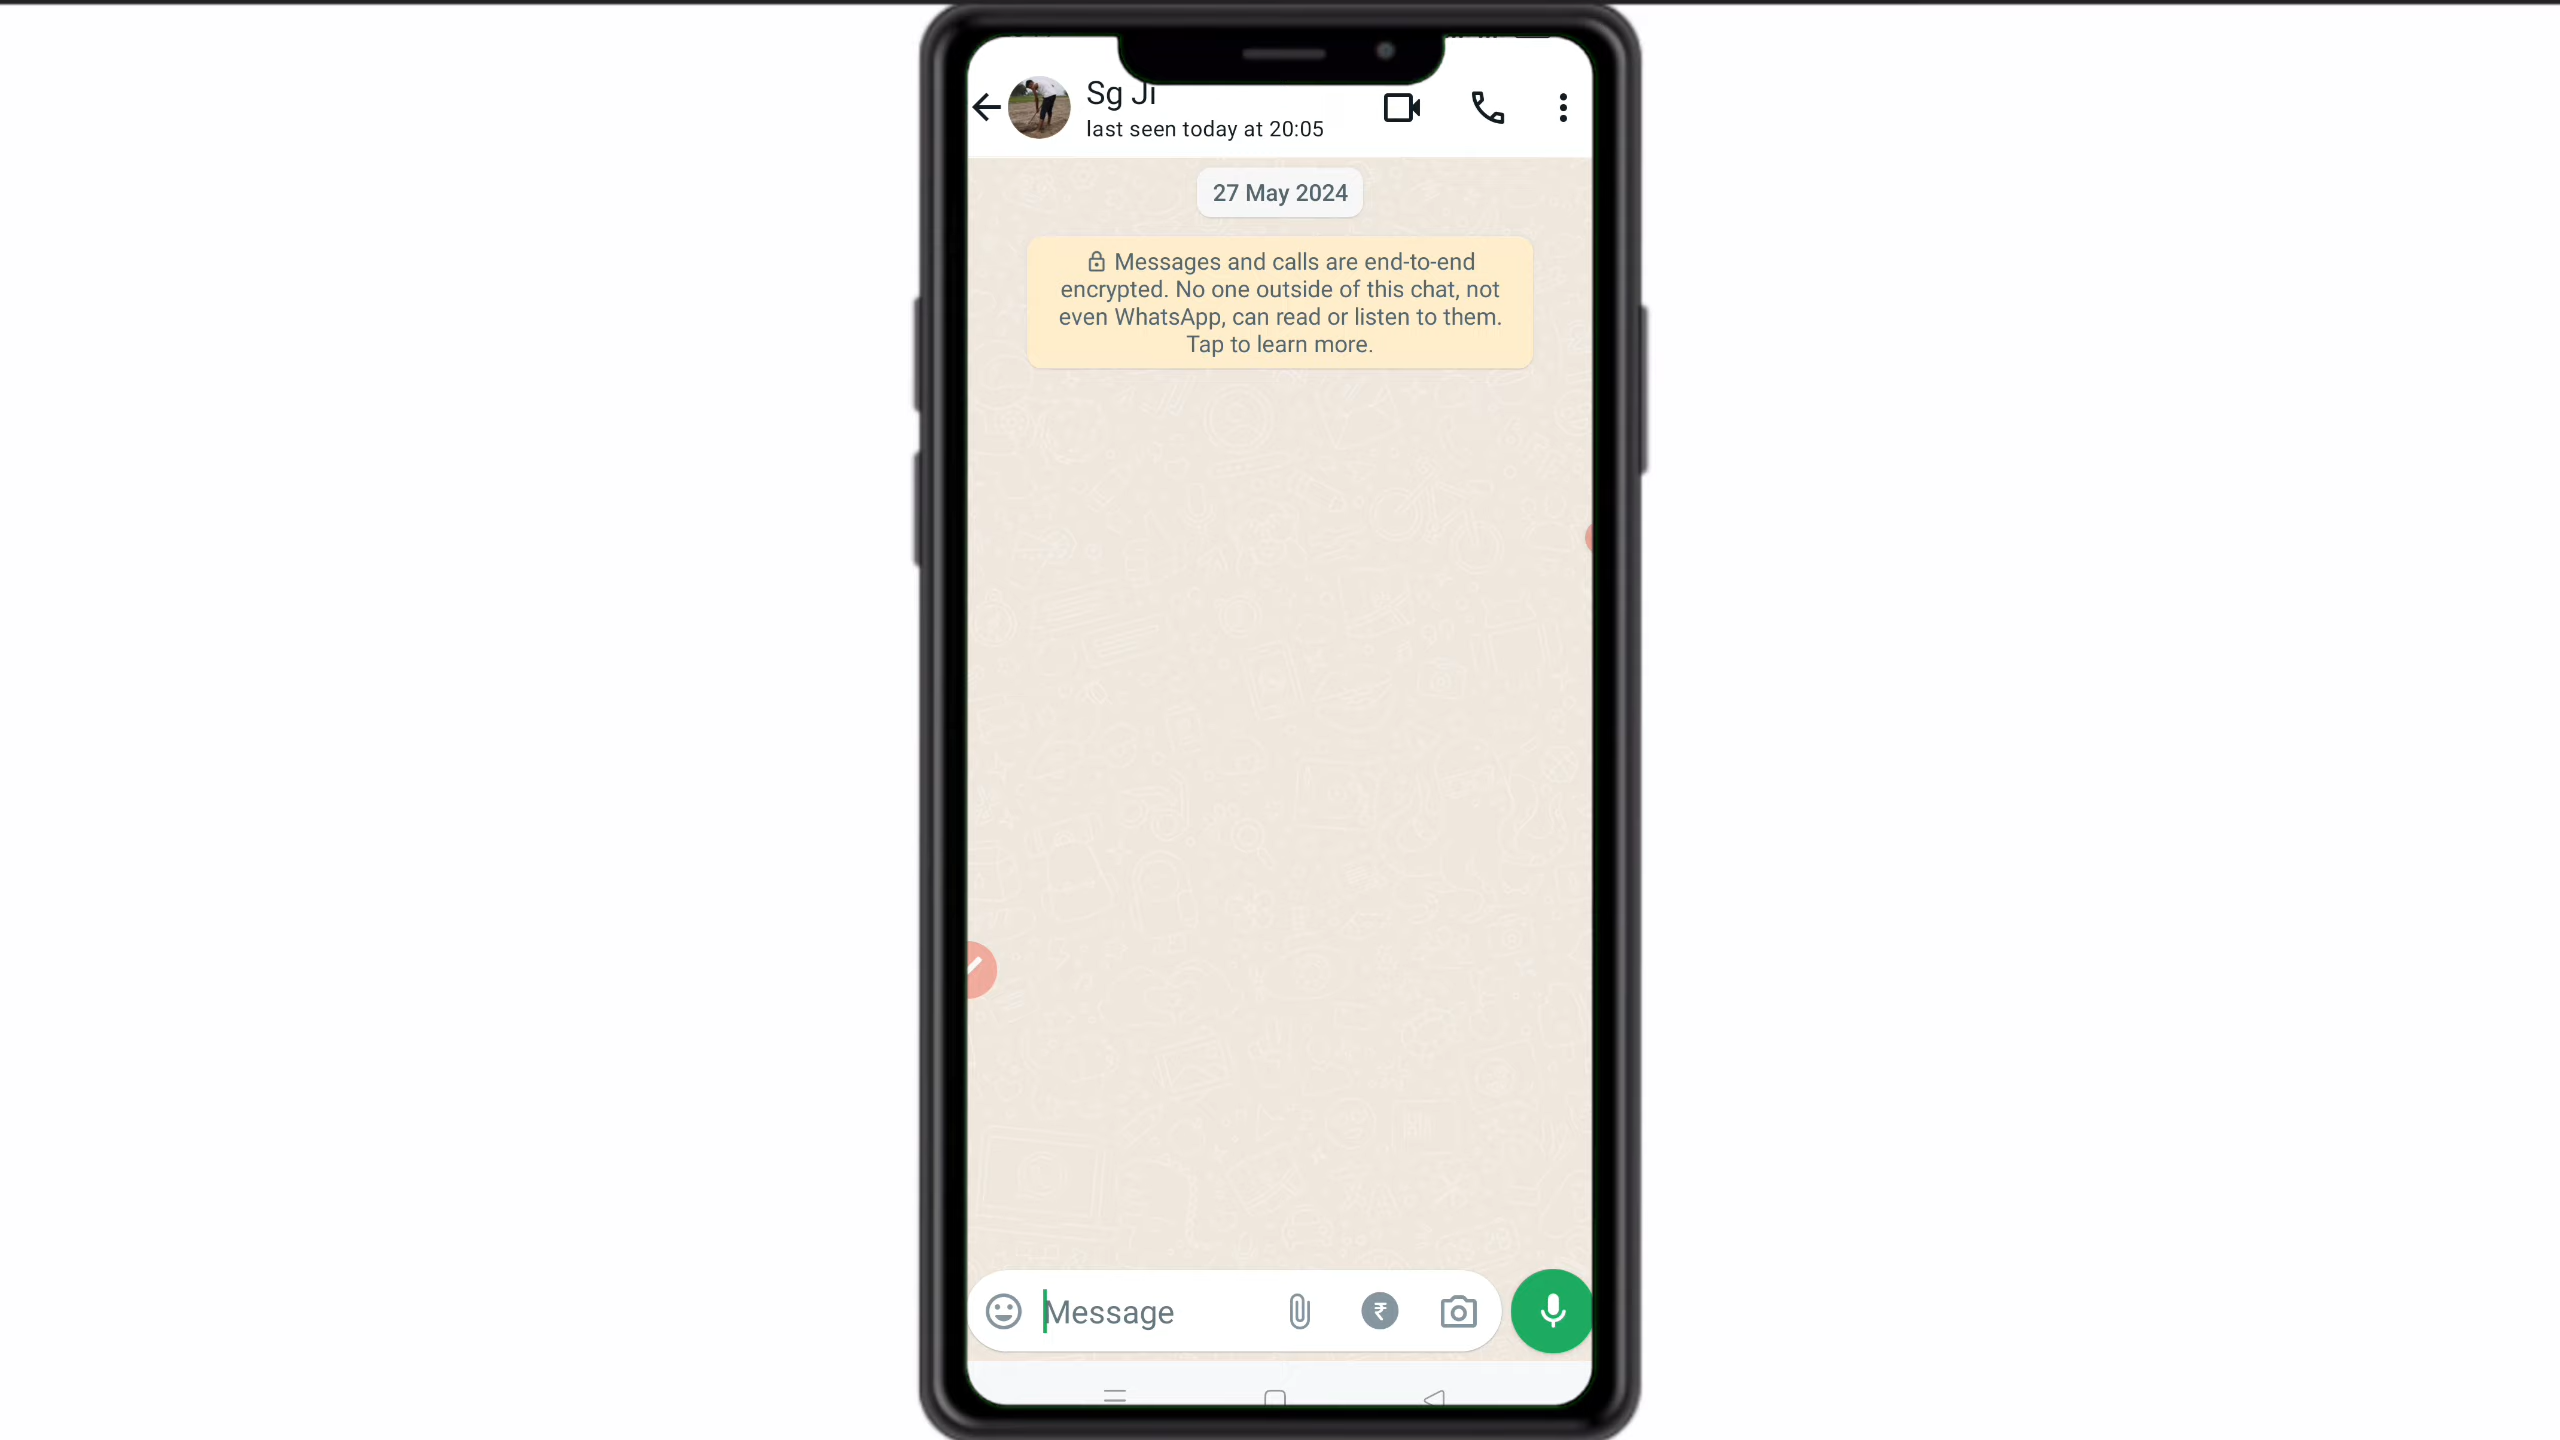 Sg Ji
last seen today at 20:05
27 May 2024
Messages and calls are end-to-end
encrypted. No one outside of this chat, not
even WhatsApp, can read or listen to them.
Tap to learn more.
Message